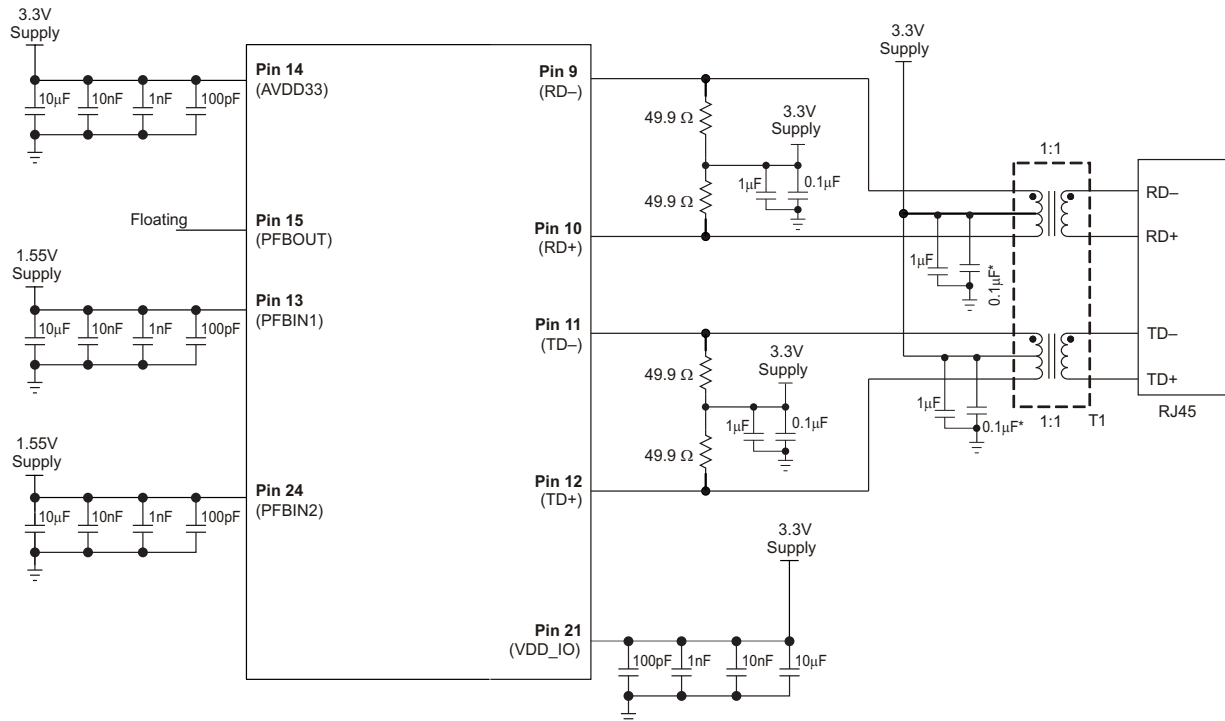 3.3V
Supply
10µF
10nF
1nF
100pF
Pin 14
(AVDD33)
Floating
Pin 15
(PFBOUT)
1.55V
Supply
10µF
10nF
1nF
100pF
Pin 13
(PFBIN1)
1.55V
Supply
10µF
10nF
1nF
100pF
Pin 24
(PFBIN2)
Pin 9
(RD–)
49.9 Ω
3.3V
Supply
1µF
0.1µF
49.9 Ω
Pin 10
(RD+)
Pin 11
(TD–)
49.9 Ω
3.3V
Supply
1µF
0.1µF
49.9 Ω
Pin 12
(TD+)
3.3V
Supply
Pin 21
(VDD_IO)
100pF
1nF
10nF
10µF
3.3V
Supply
1µF
0.1µF*
1µF
0.1µF*
1:1
1:1
T1
RD–
RD+
TD–
TD+
RJ45